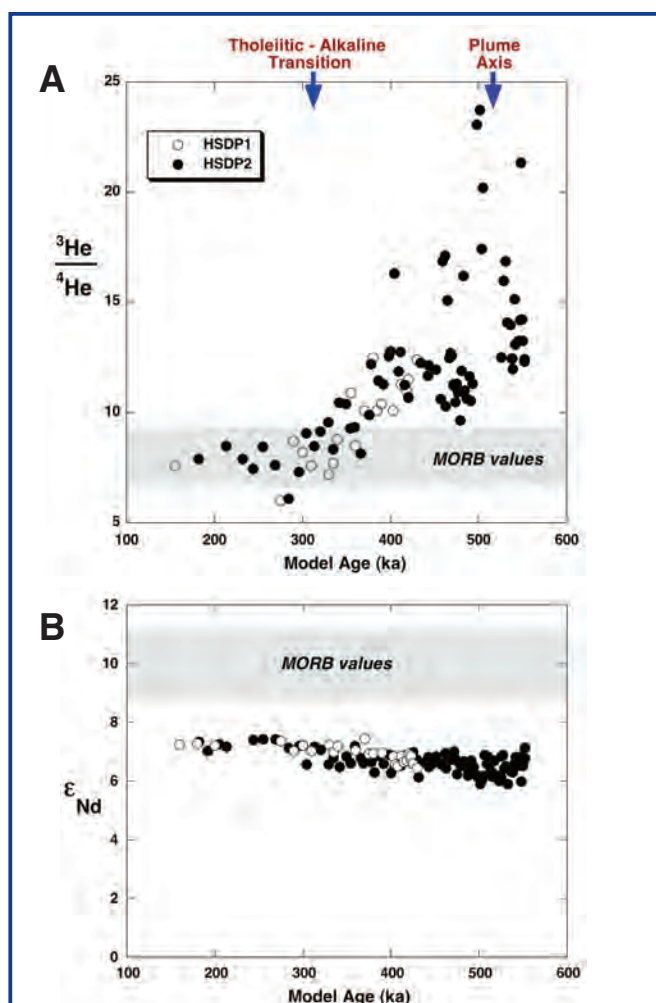 Tholeiitic - Alkaline
Transition
Plume
Axis
A
25
20
15
10
5
³He
⁴He
HSDP1
HSDP2
MORB values
100 200 300 400 500 600
Model Age (ka)
B
12
10
8
6
4
2
0
εNd
MORB values
100 200 300 400 500 600
Model Age (ka)